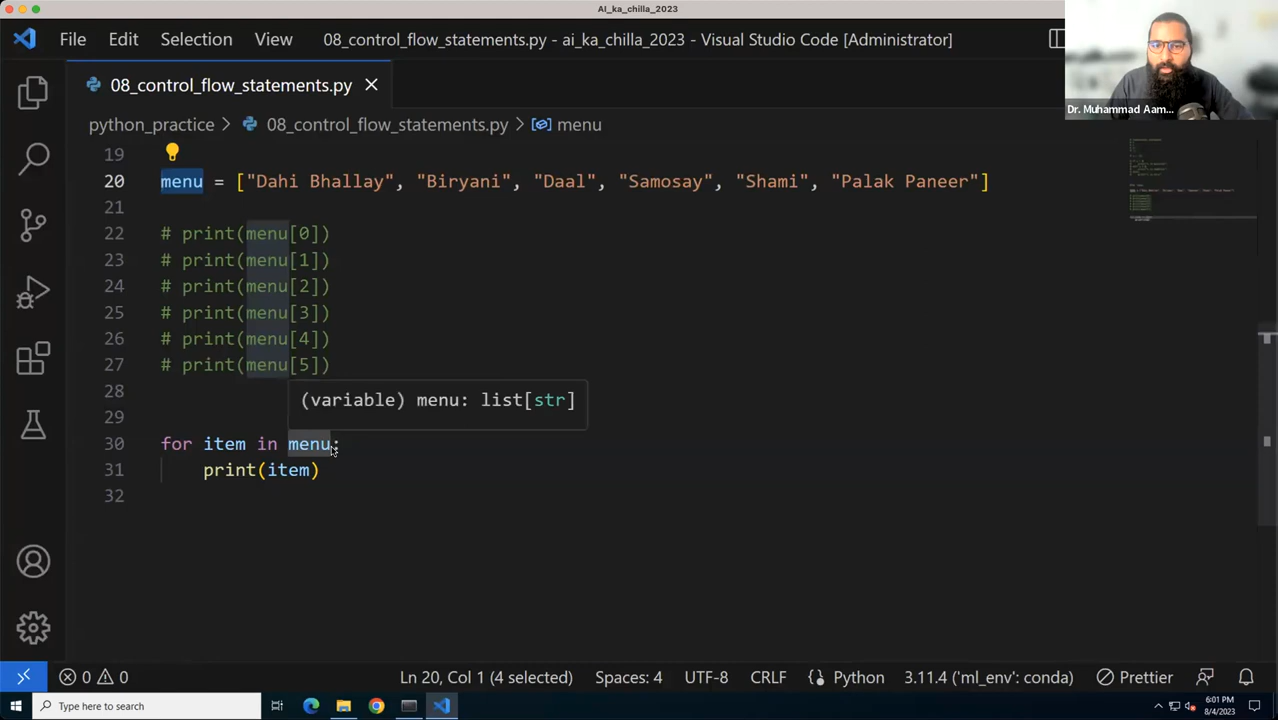 AI_ka_chilla_2023
File Edit Selection View 08_control_flow_statements.py - ai_ka_chilla_2023 - Visual Studio Code [Administrator]
08_control_flow_statements.py
python_practice > 08_control_flow_statements.py > menu
Dr. Muhammad Aam...
19
20 menu = ["Dahi Bhallay", "Biryani", "Daal", "Samosay", "Shami", "Palak Paneer"]
21
22 # print(menu[0])
23 # print(menu[1])
24 # print(menu[2])
25 # print(menu[3])
26 # print(menu[4])
27 # print(menu[5])
28
(variable) menu: list[str]
29
30 for item in menu:
31 print(item)
32
0 0 Ln 20, Col 1 (4 selected) Spaces: 4 UTF-8 CRLF Python 3.11.4 ('ml_env': conda) Prettier
Type here to search
6:01 PM
8/4/2023